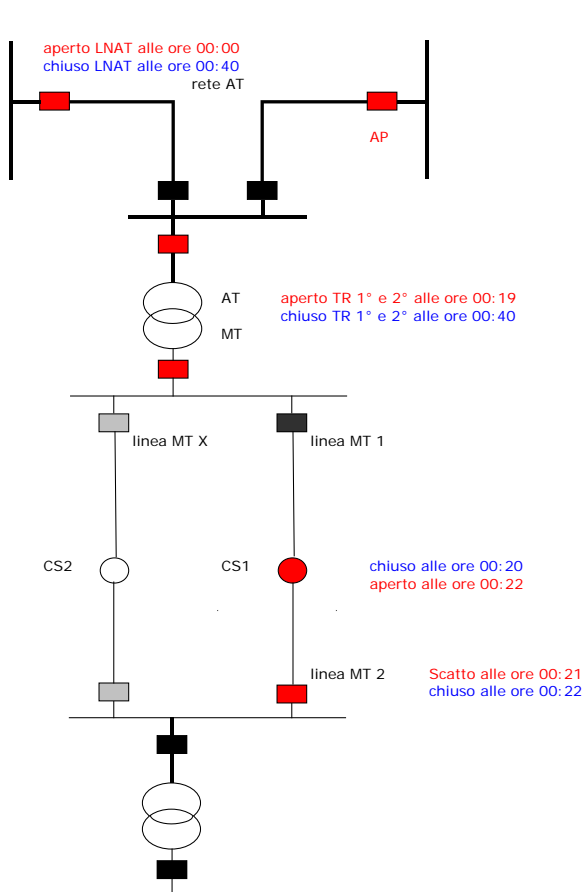 aperto LNAT alle ore 00:00
chiuso LNAT alle ore 00:40
rete AT
AP
AT
aperto TR 1° e 2° alle ore 00:19
chiuso TR 1° e 2° alle ore 00:40
MT
linea MT X
linea MT 1
CS2
CS1
chiuso alle ore 00:20
aperto alle ore 00:22
linea MT 2
Scatto alle ore 00:21
chiuso alle ore 00:22